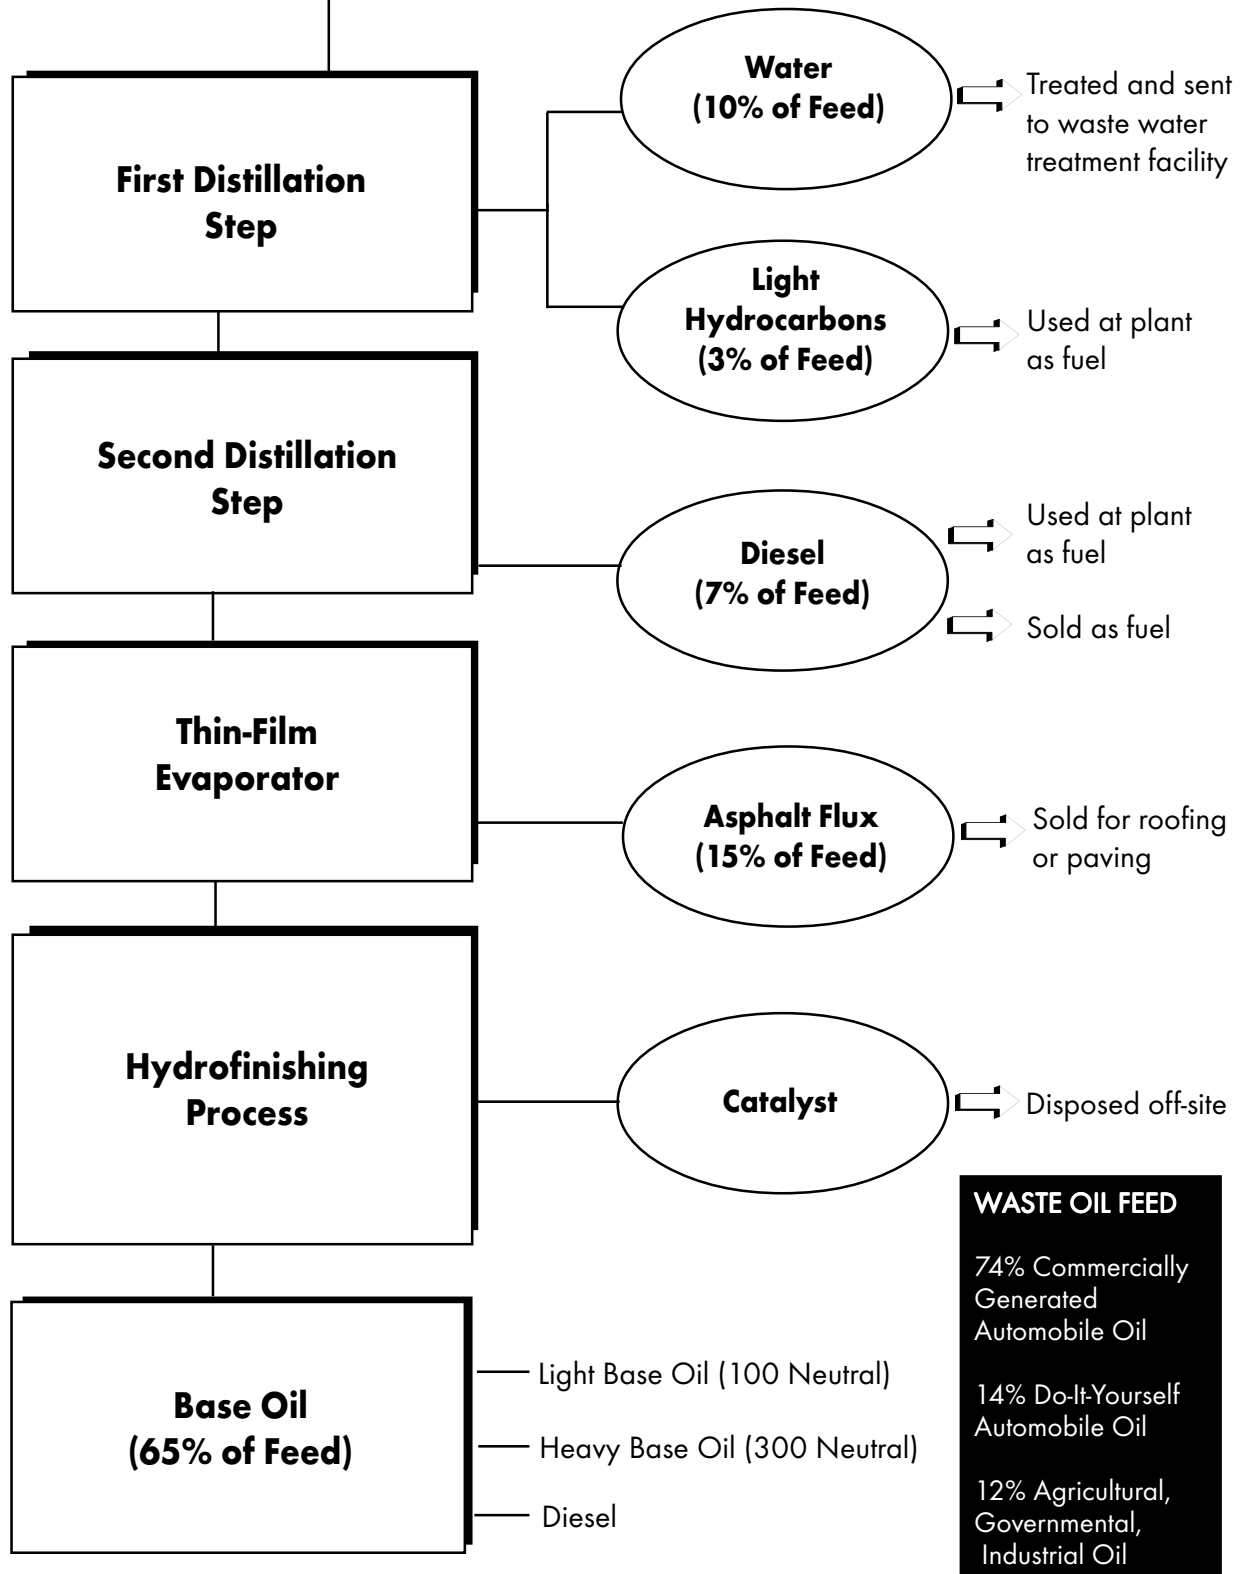 First Distillation
Step
Water
(10% of Feed)
Treated and sent
to waste water
treatment facility
Light
Hydrocarbons
(3% of Feed)
Used at plant
as fuel
Second Distillation
Step
Diesel
(7% of Feed)
Used at plant
as fuel
Sold as fuel
Thin-Film
Evaporator
Asphalt Flux
(15% of Feed)
Sold for roofing
or paving
Hydrofinishing
Process
Catalyst
Disposed off-site
Base Oil
(65% of Feed)
Light Base Oil (100 Neutral)
Heavy Base Oil (300 Neutral)
Diesel
WASTE OIL FEED
74% Commercially
Generated
Automobile Oil
14% Do-It-Yourself
Automobile Oil
12% Agricultural,
Governmental,
Industrial Oil